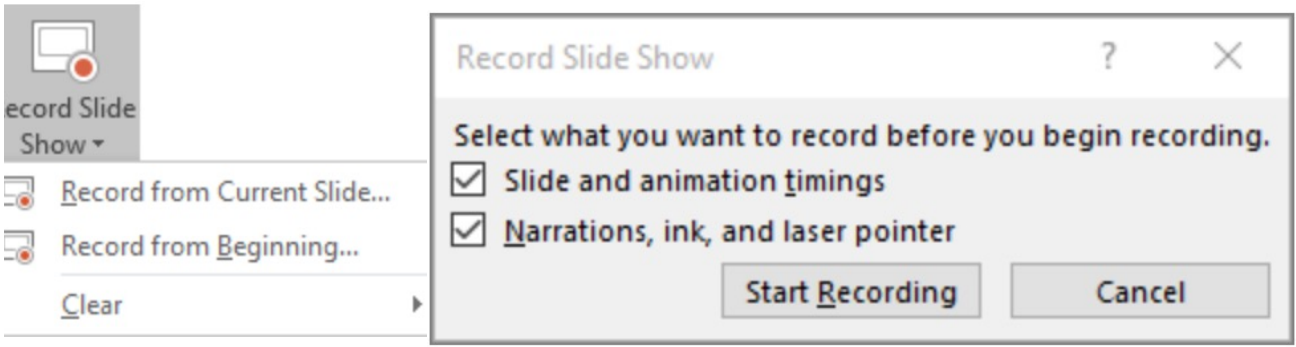 ecord Slide
Show
Record from Current Slide...
Record from Beginning...
Clear
Record Slide Show
?
Select what you want to record before you begin recording.
Slide and animation timings
Narrations, ink, and laser pointer
Start Recording
Cancel